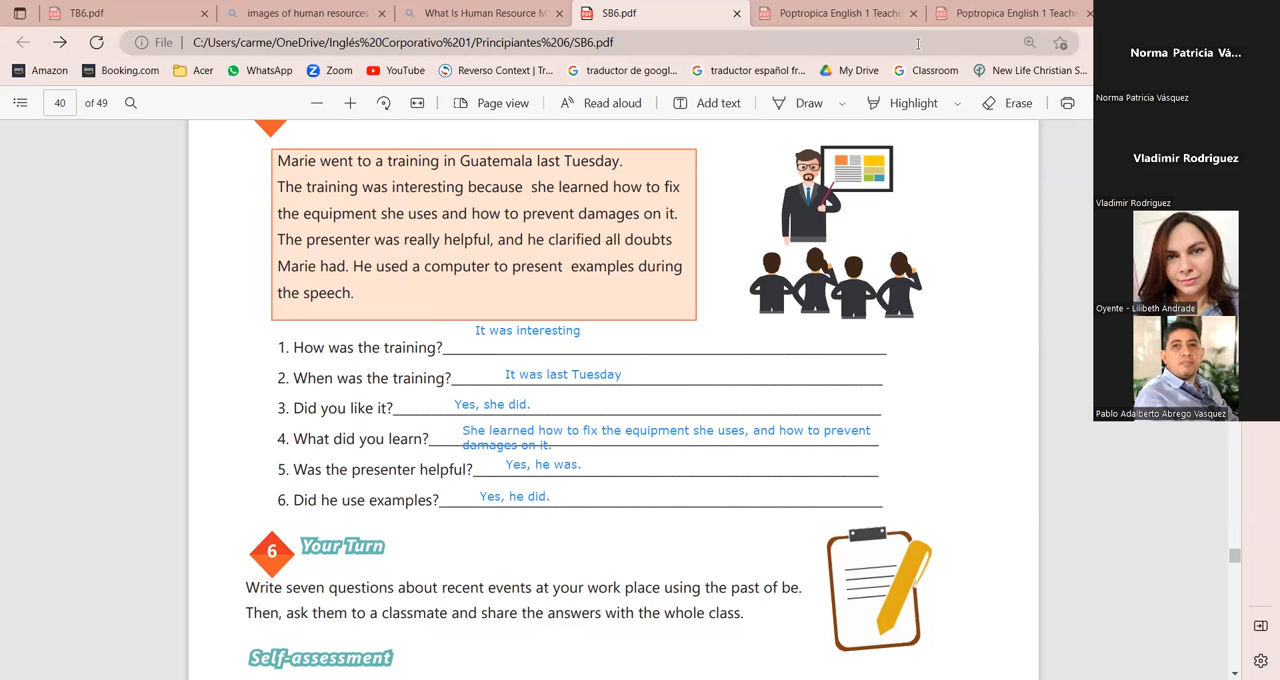 TB6.pdf
images of human resources
What Is Human Resource M
SB6.pdf
Poptropica English 1 Teache
Poptropica English 1 Teache
File
C:/Users/carme/OneDrive/Inglés%20Corporativo%201/Principiantes%206/SB6.pdf
Amazon
Booking.com
Acer
WhatsApp
Zoom
YouTube
Reverso Context | Tr...
traductor de googl...
traductor español fr...
My Drive
Classroom
New Life Christian S...
40
of 49
Page view
Read aloud
Add text
Draw
Highlight
Erase
Marie went to a training in Guatemala last Tuesday.
The training was interesting because she learned how to fix
the equipment she uses and how to prevent damages on it.
The presenter was really helpful, and he clarified all doubts
Marie had. He used a computer to present examples during
the speech.
It was interesting
1. How was the training?
It was last Tuesday
2. When was the training?
Yes, she did.
3. Did you like it?
She learned how to fix the equipment she uses, and how to prevent
4. What did you learn?
damages on it.
Yes, he was.
5. Was the presenter helpful?
Yes, he did.
6. Did he use examples?
6
Your Turn
Write seven questions about recent events at your work place using the past of be.
Then, ask them to a classmate and share the answers with the whole class.
Self-assessment
Norma Patricia Vá...
Norma Patricia Vásquez
Vladimir Rodriguez
Vladimir Rodriguez
Oyente - Lilibeth Andrade
Pablo Adalberto Abrego Vasquez